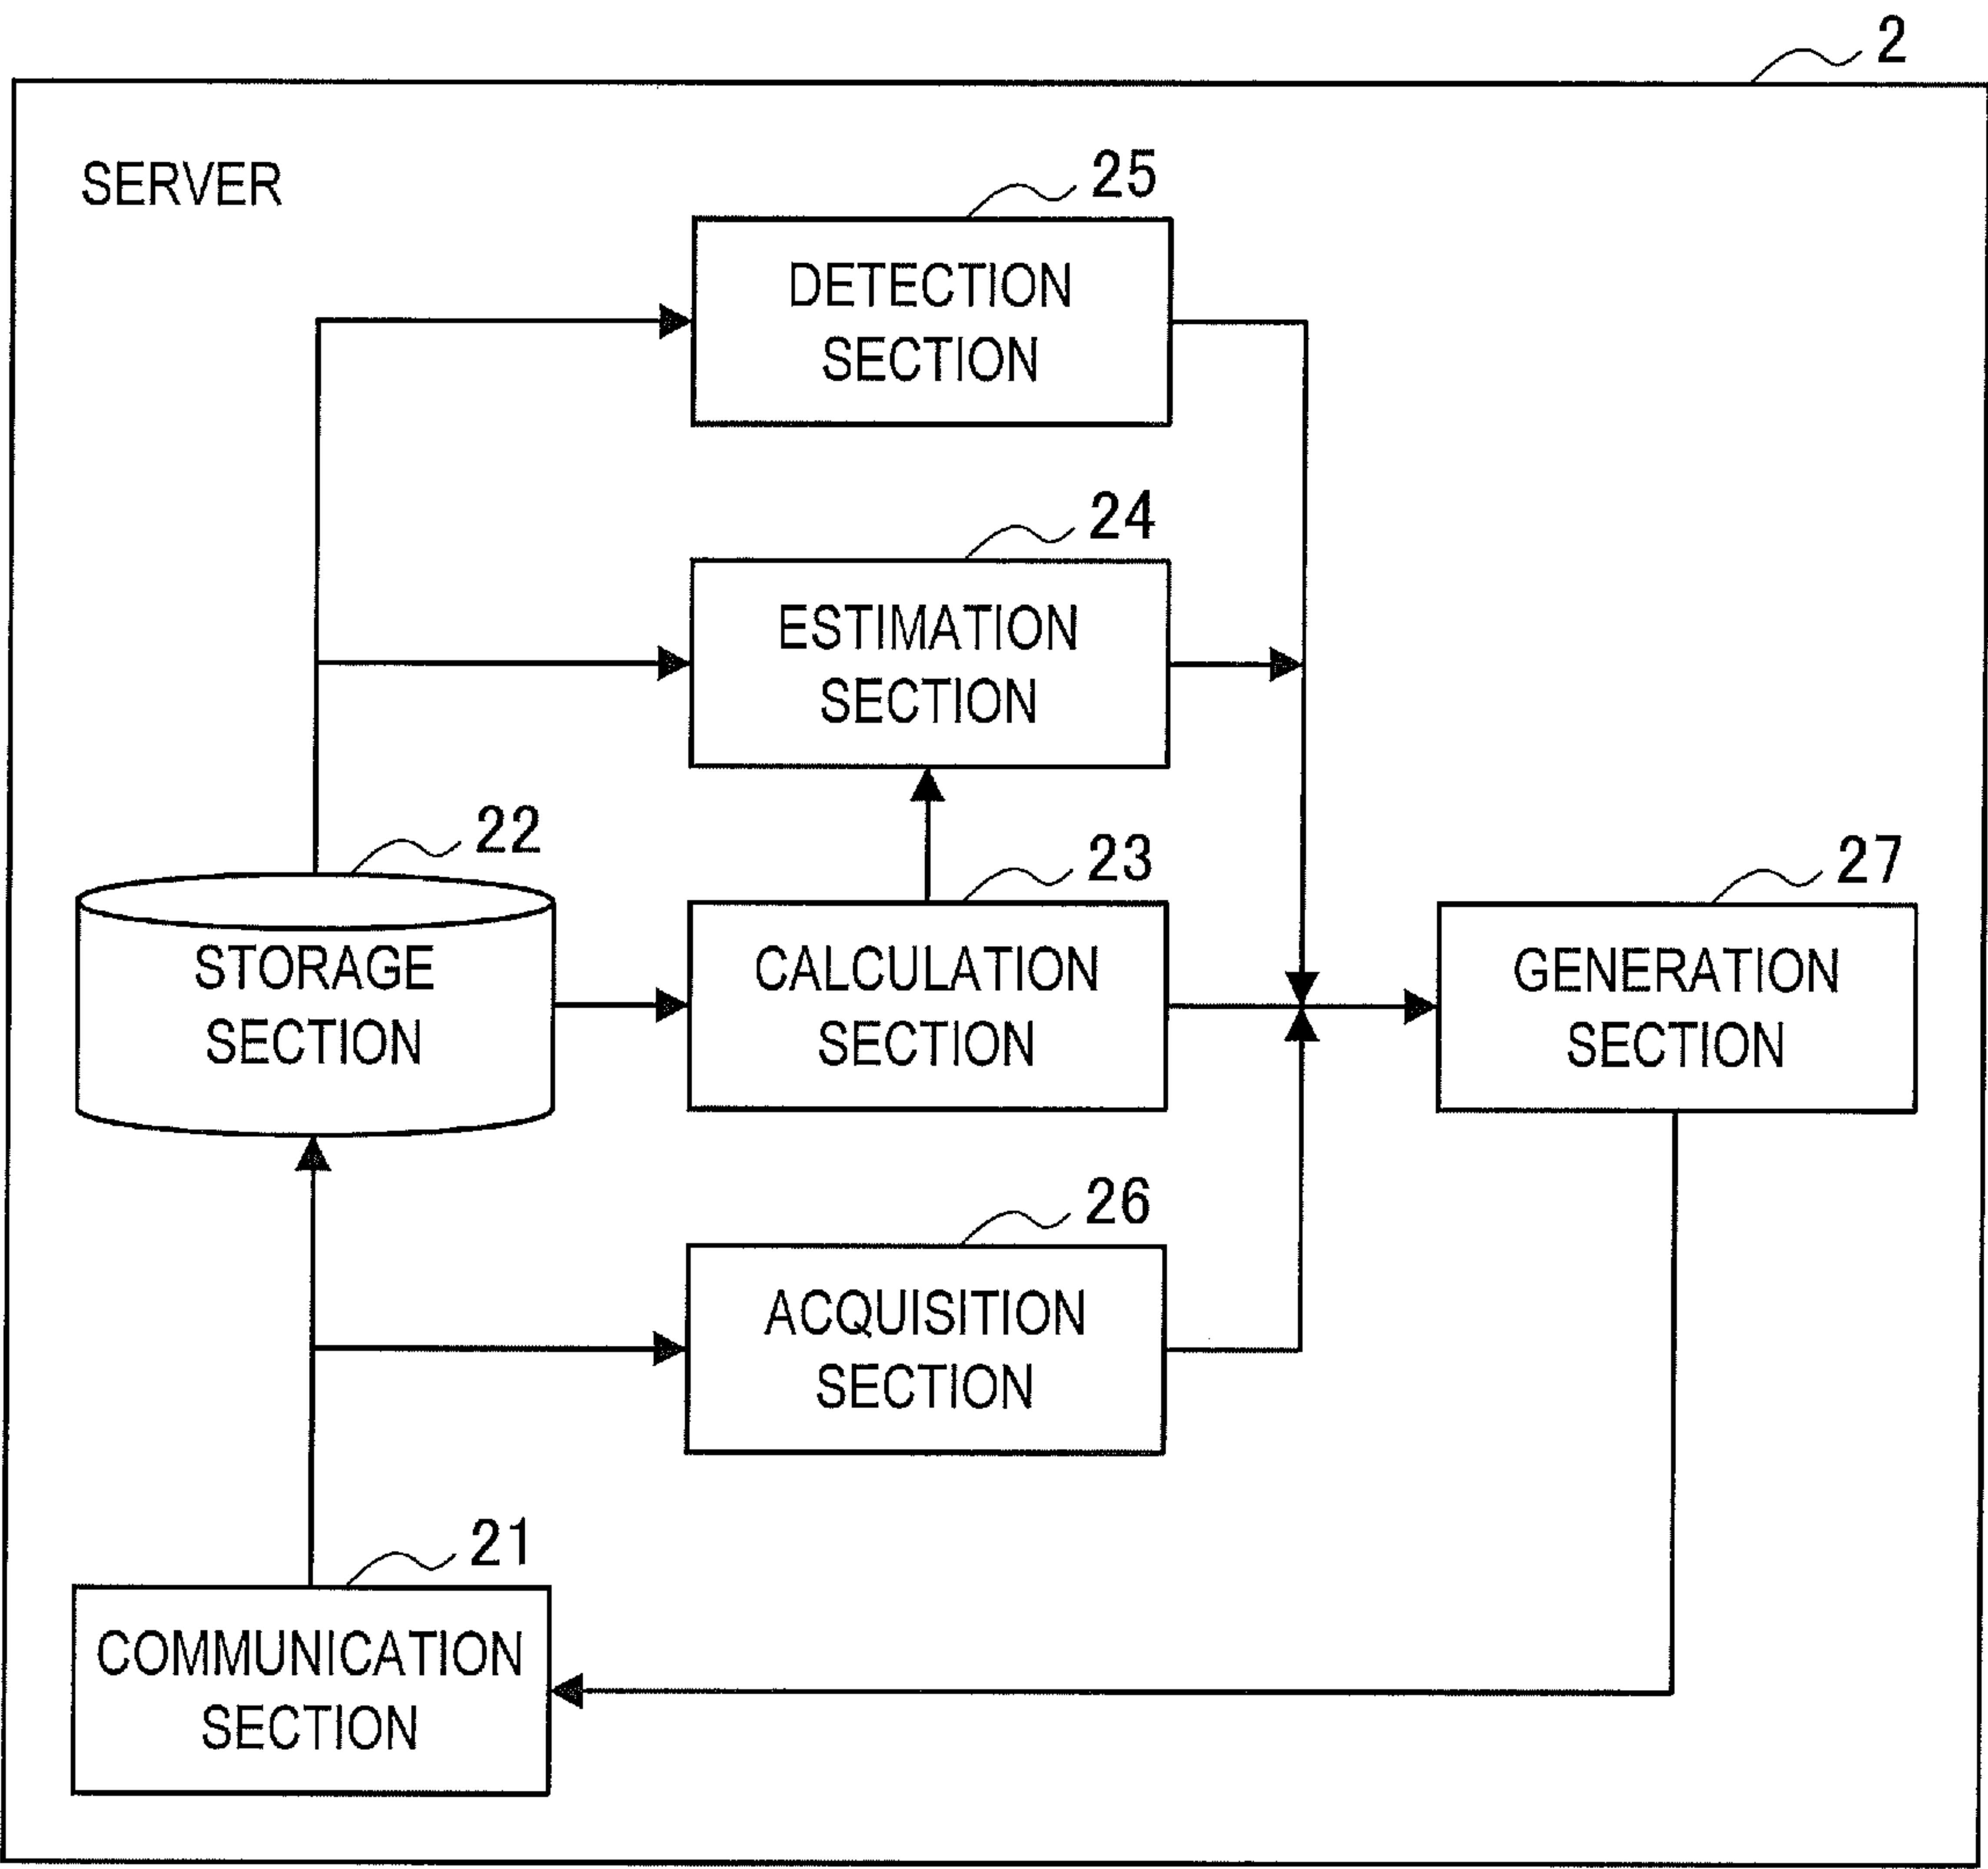 2
SERVER
25
DETECTION
SECTION
24
ESTIMATION
SECTION
22
STORAGE
SECTION
23
CALCULATION
SECTION
27
GENERATION
SECTION
26
ACQUISITION
SECTION
21
COMMUNICATION
SECTION